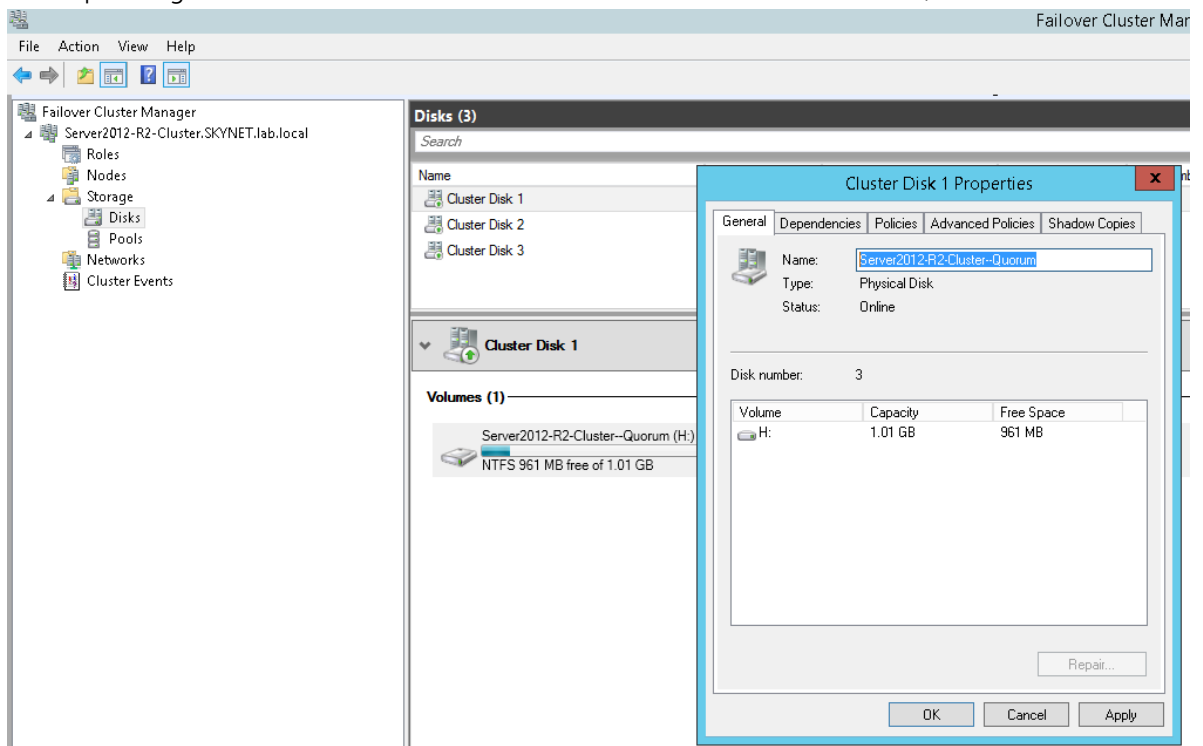 Failover Cluster Mar
File Action View Help
Failover Cluster Manager
Server2012-R2-Cluster.SKYNET.lab.local
Roles
Nodes
Storage
Disks
Pools
Networks
Cluster Events
Disks (3)
Search
Name
Cluster Disk 1
Cluster Disk 2
Cluster Disk 3
Cluster Disk 1
Volumes (1)
Server2012-R2-Cluster--Quorum (H:)
NTFS 961 MB free of 1.01 GB
Cluster Disk 1 Properties
x
General Dependencies Policies Advanced Policies Shadow Copies
Name: Server2012-R2-Cluster--Quorum
Type: Physical Disk
Status: Online
Disk number: 3
Volume Capacity Free Space
H: 1.01 GB 961 MB
Repair...
OK Cancel Apply